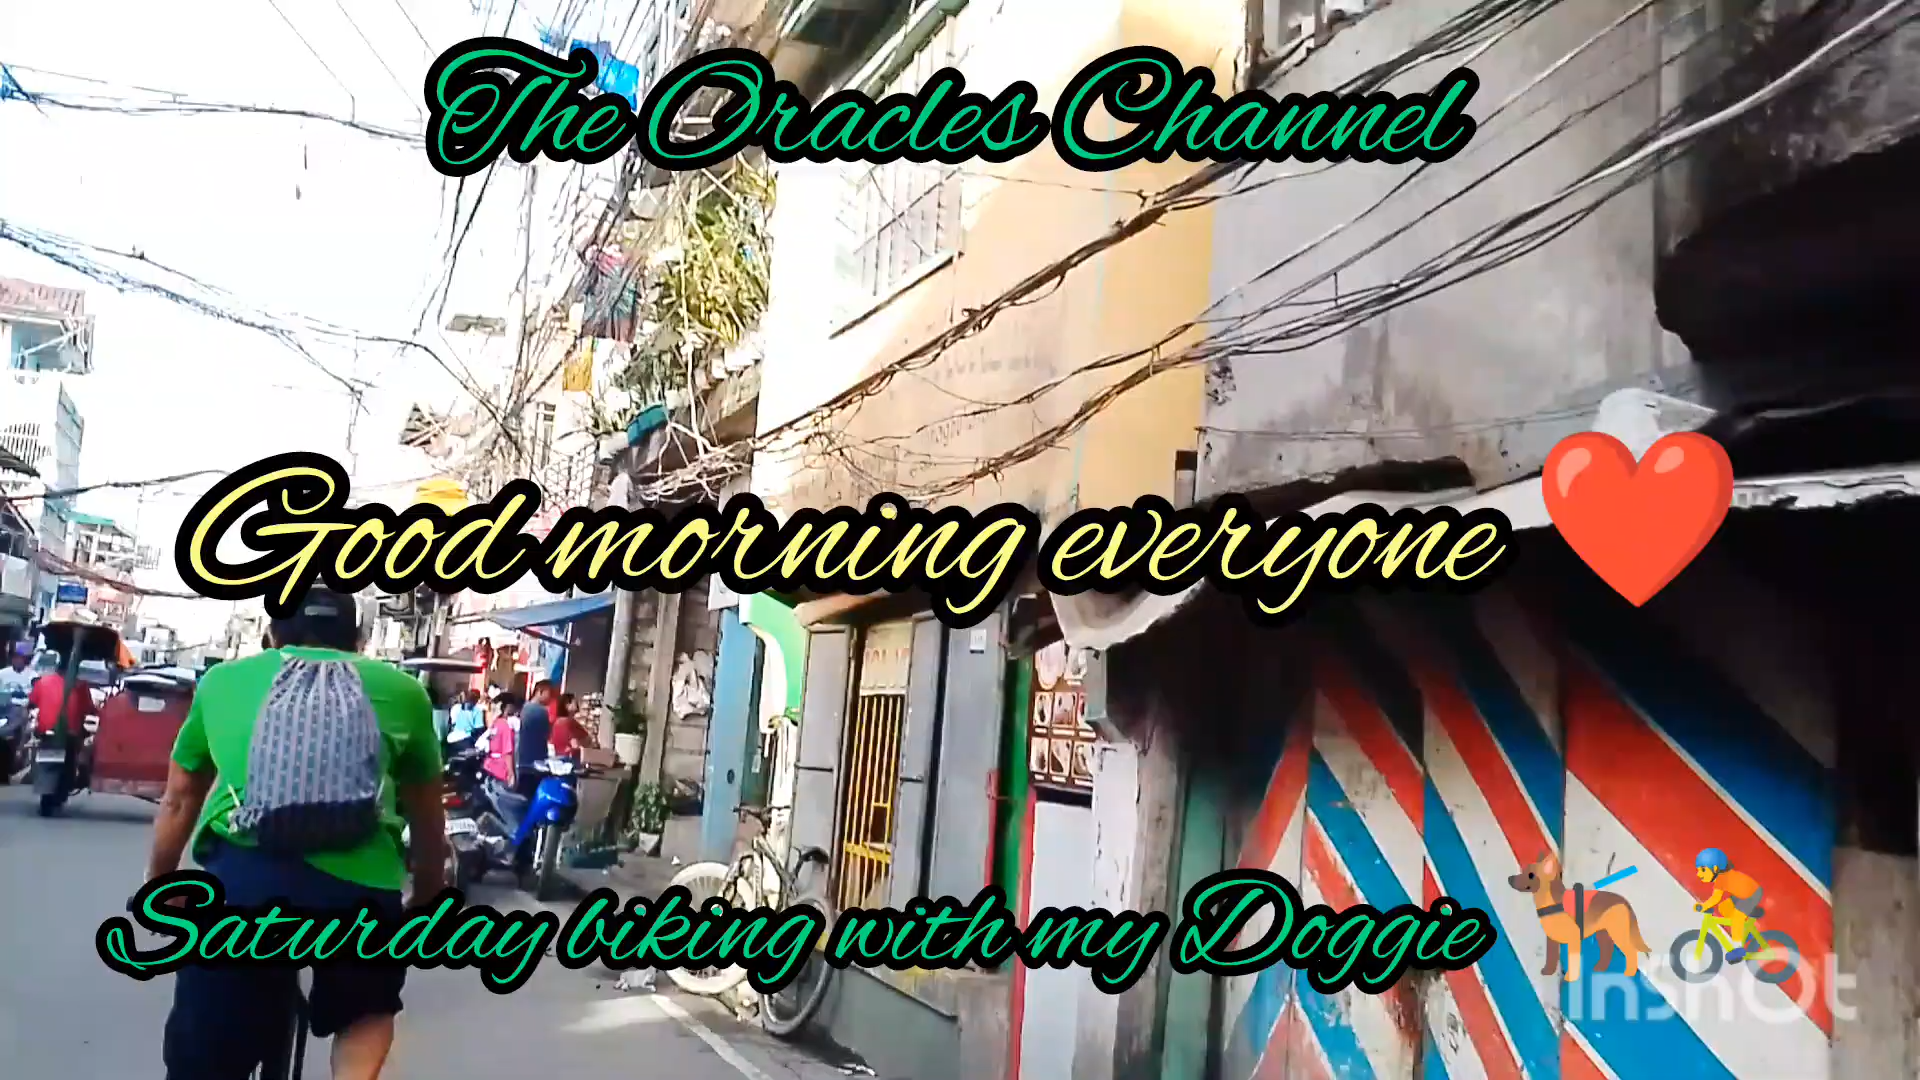 The Oracles Channel
Good morning everyone ❤️
Saturday biking with my Doggie 🐕‍🦺 🚴
InShOt